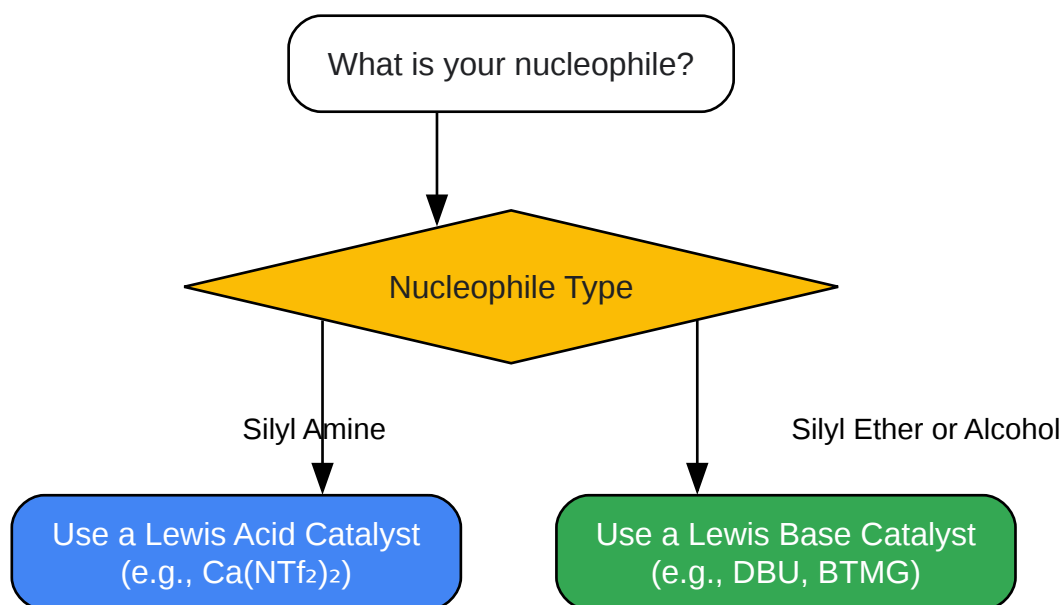 What is your nucleophile?
Nucleophile Type
Silyl Amine
Silyl Ether or Alcohol
Use a Lewis Acid Catalyst
(e.g., Ca(NTf₂)₂)
Use a Lewis Base Catalyst
(e.g., DBU, BTMG)